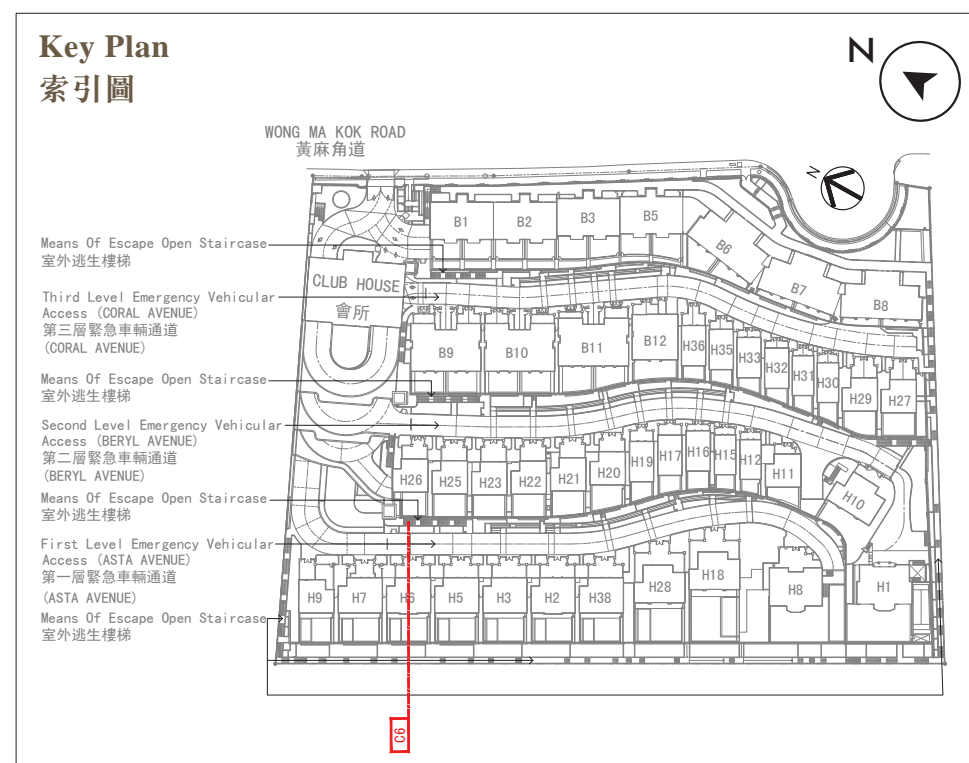 Key Plan
索引圖
N
WONG MA KOK ROAD
黃麻角道
N
B1
B2
B3
B5
B6
B7
B8
Means Of Escape Open Staircase
室外逃生樓梯
CLUB HOUSE
會所
Third Level Emergency Vehicular
Access (CORAL AVENUE)
第三層緊急車輛通道
(CORAL AVENUE)
B9
B10
B11
B12
H36
H35
H33
H32
H31
H30
H29
H27
Means Of Escape Open Staircase
室外逃生樓梯
Second Level Emergency Vehicular
Access (BERYL AVENUE)
第二層緊急車輛通道
(BERYL AVENUE)
H26
H25
H23
H22
H21
H20
H19
H17
H16
H15
H12
H11
H10
Means Of Escape Open Staircase
室外逃生樓梯
First Level Emergency Vehicular
Access (ASTA AVENUE)
第一層緊急車輛通道
(ASTA AVENUE)
H9
H7
H6
H5
H3
H2
H38
H28
H18
H8
H1
Means Of Escape Open Staircase
室外逃生樓梯
C6